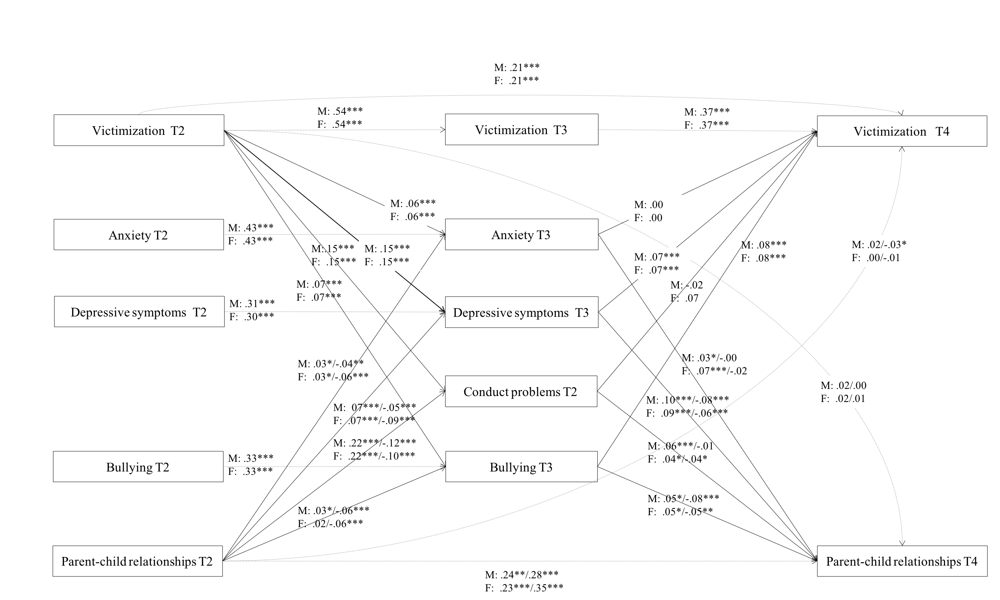 M: .21***
F: .21***
M: .54***
F: .54***
M: .37***
F: .37***
Victimization T2
Victimization T3
Victimization T4
M: .06***
F: .06***
M: .00
F: .00
Anxiety T2
M: .43***
F: .43***
Anxiety T3
M:.15***
F: .15***
M: .15***
F: .15***
M: .07***
F: .07***
M: .08***
F: .08***
M: .02/-.03*
F: .00/-.01
M: .07***
F: .07***
M: -.02
F: .07
Depressive symptoms T2
M: .31***
F: .30***
Depressive symptoms T3
M: .03*/-.04**
F: .03*/-.06***
M: .03*/-.00
F: .07***/-.02
Conduct problems T2
M: .02/.00
F: .02/.01
M: 07***/-.05***
F: .07***/-.09***
M: .10***/-.08***
F: .09***/-.06***
M: .22***/-.12***
F: .22***/-.10***
M: .06***/-.01
F: .04*/-.04*
Bullying T2
M: .33***
F: .33***
Bullying T3
M: .03*/-.06***
F: .02/-.06***
M: .05*/-.08***
F: .05*/-.05**
Parent-child relationships T2
Parent-child relationships T4
M: .24**/.28***
F: .23***/.35***